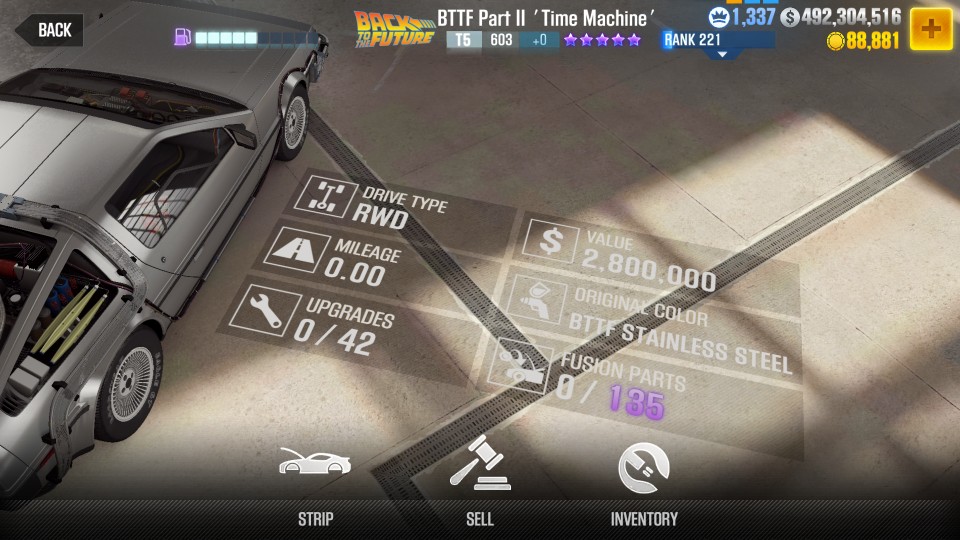 BACK
BACK TO THE FUTURE
BTTF Part II 'Time Machine'
T5 603 +0
RANK 221
1,337
492,304,516
88,881
DRIVE TYPE
RWD
MILEAGE
0.00
UPGRADES
0 / 42
VALUE
2,800,000
ORIGINAL COLOR
BTTF STAINLESS STEEL
FUSION PARTS
0 / 135
STRIP
SELL
INVENTORY